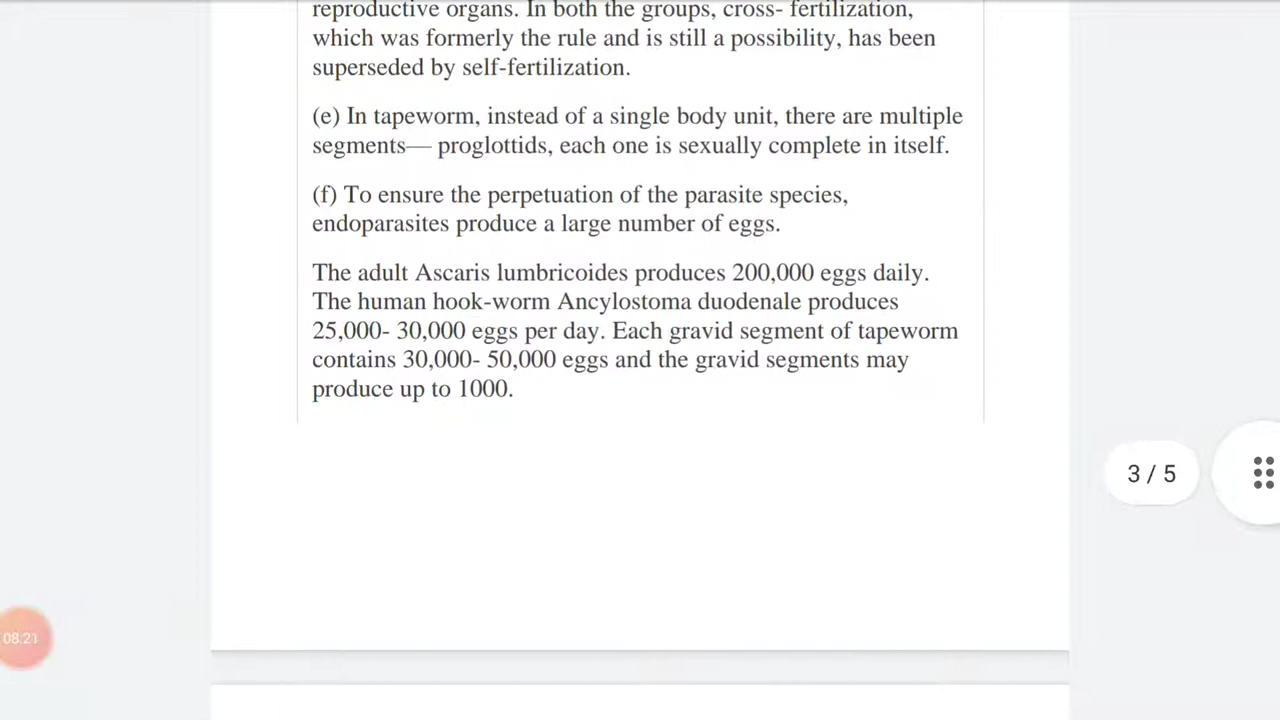 reproductive organs. In both the groups, cross- fertilization,
which was formerly the rule and is still a possibility, has been
superseded by self-fertilization.
(e) In tapeworm, instead of a single body unit, there are multiple
segments— proglottids, each one is sexually complete in itself.
(f) To ensure the perpetuation of the parasite species,
endoparasites produce a large number of eggs.
The adult Ascaris lumbricoides produces 200,000 eggs daily.
The human hook-worm Ancylostoma duodenale produces
25,000- 30,000 eggs per day. Each gravid segment of tapeworm
contains 30,000- 50,000 eggs and the gravid segments may
produce up to 1000.
3 / 5
08:21